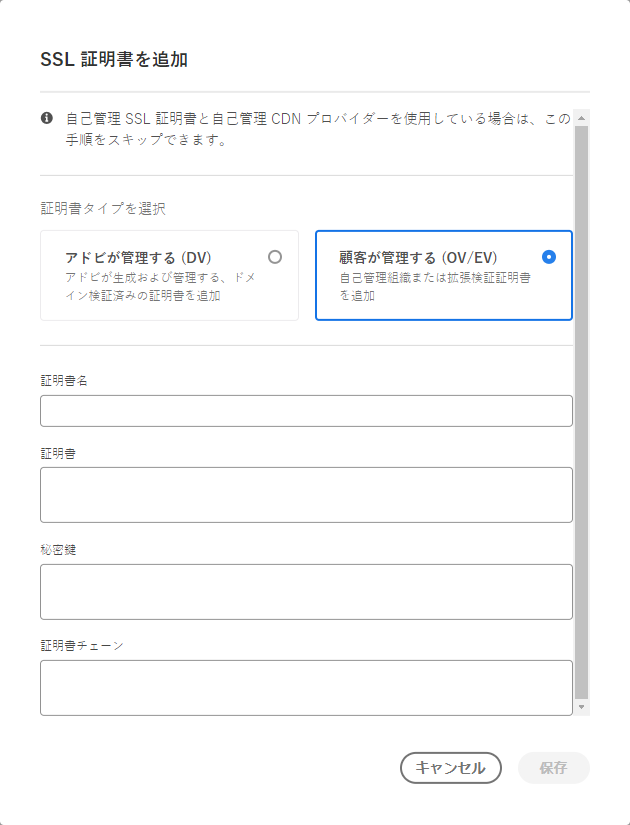 SSL 証明書を追加
自己管理 SSL 証明書と自己管理 CDN プロバイダーを使用している場合は、この
手順をスキップできます。
証明書タイプを選択
アドビが管理する (DV)
アドビが生成および管理する、ドメ
イン検証済みの証明書を追加
顧客が管理する (OV/EV)
自己管理組織または拡張検証証明書
を追加
証明書名
証明書
秘密鍵
証明書チェーン
キャンセル
保存